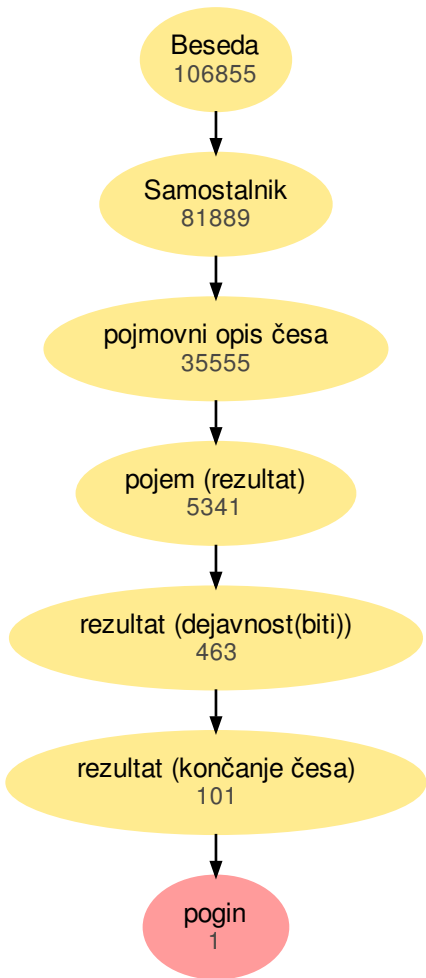 Beseda
106855
Samostalnik
81889
pojmovni opis česa
35555
pojem (rezultat)
5341
rezultat (dejavnost(biti))
463
rezultat (končanje česa)
101
pogin
1